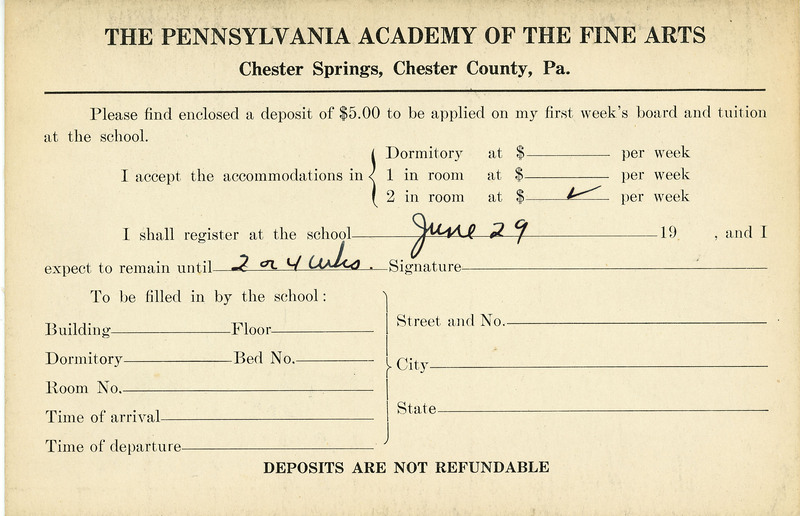 THE PENNSYLVANIA ACADEMY OF THE FINE ARTS
Chester Springs, Chester County, Pa.
Please find enclosed a deposit of $5.00 to be applied on my first week's board and tuition
at the school.
I accept the accommodations in
Dormitory at $ per week
1 in room at $ per week
2 in room at $ ✓ per week
I shall register at the school June 29 19 , and I
expect to remain until 2 or 4 wks. Signature
To be filled in by the school:
Building Floor
Dormitory Bed No.
Room No.
Time of arrival
Time of departure
Street and No.
City
State
DEPOSITS ARE NOT REFUNDABLE